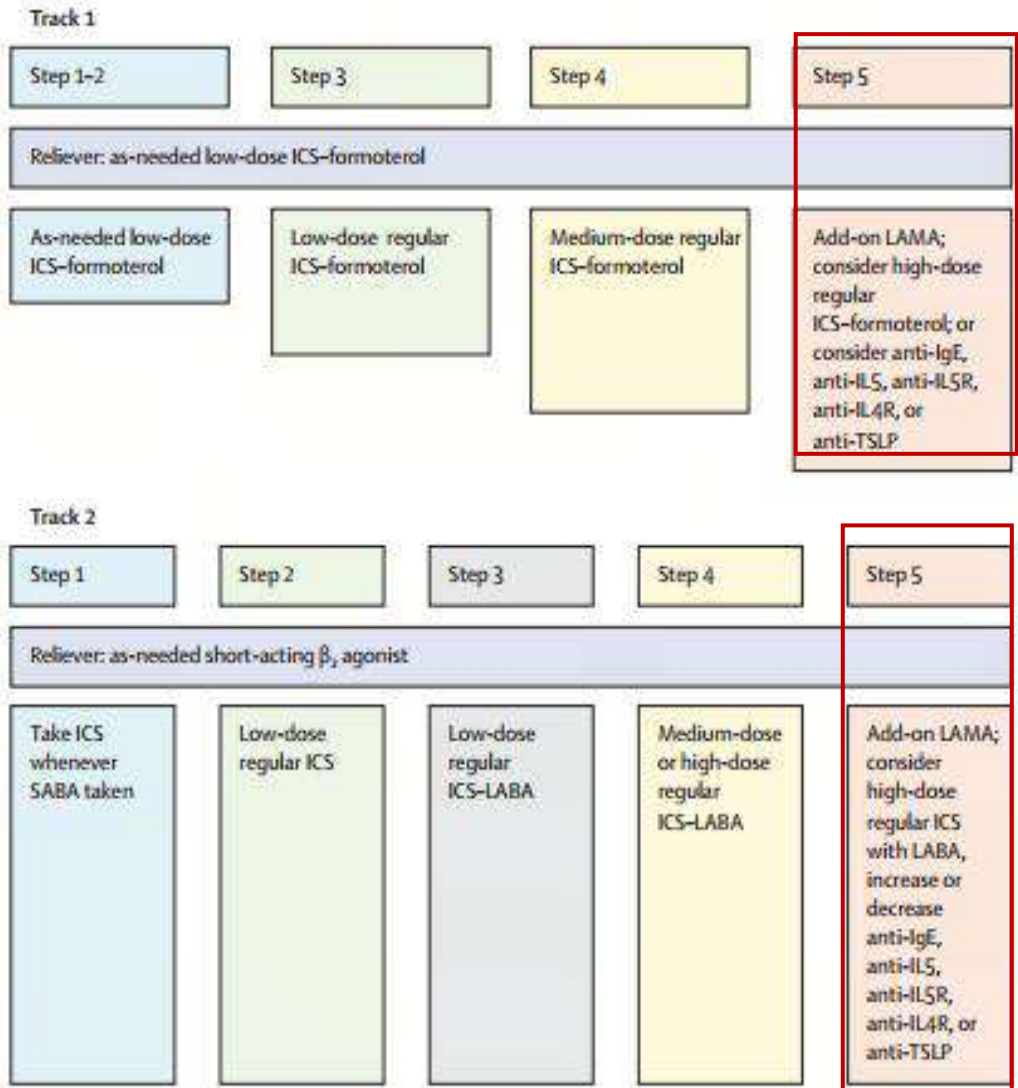 Track 1
Step 1–2
Step 3
Step 4
Step 5
Reliever: as-needed low-dose ICS–formoterol
As-needed low-dose
ICS–formoterol
Low-dose regular
ICS–formoterol
Medium-dose regular
ICS–formoterol
Add-on LAMA;
consider high-dose
regular
ICS–formoterol; or
consider anti-IgE,
anti-IL5, anti-IL5R,
anti-IL4R, or
anti-TSLP
Track 2
Step 1
Step 2
Step 3
Step 4
Step 5
Reliever: as-needed short-acting β₂ agonist
Take ICS
whenever
SABA taken
Low-dose
regular ICS
Low-dose
regular
ICS–LABA
Medium-dose
or high-dose
regular
ICS–LABA
Add-on LAMA;
consider
high-dose
regular ICS
with LABA,
increase or
decrease
anti-IgE,
anti-IL5,
anti-IL5R,
anti-IL4R, or
anti-TSLP